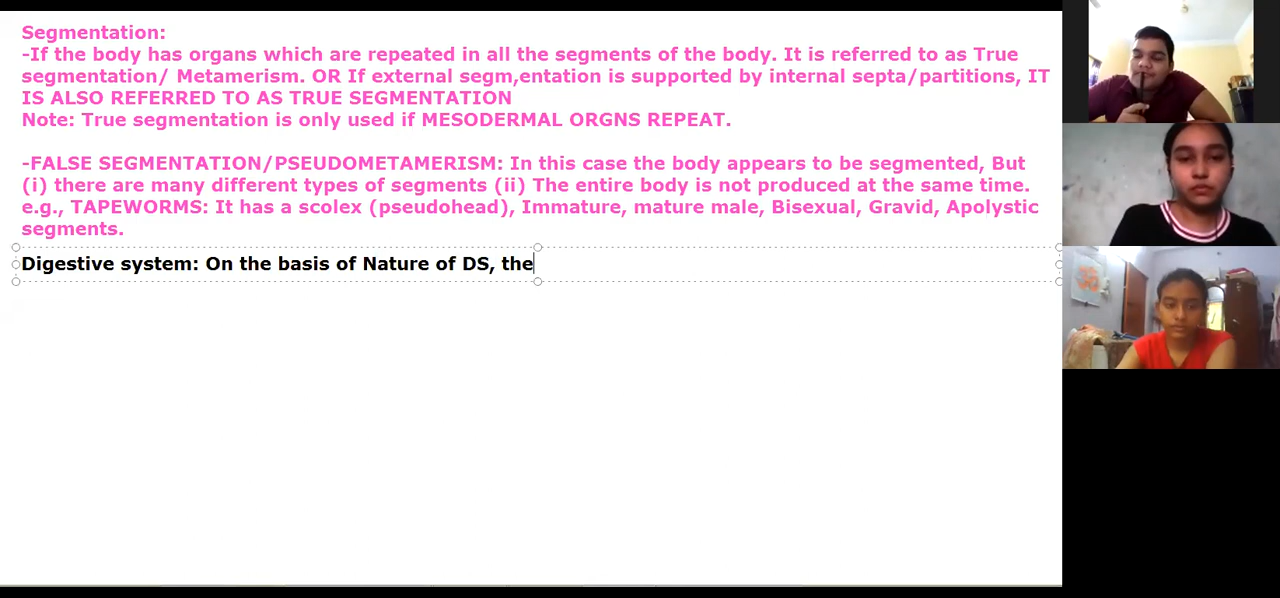 Segmentation:
-If the body has organs which are repeated in all the segments of the body. It is referred to as True
segmentation/ Metamerism. OR If external segm,entation is supported by internal septa/partitions, IT
IS ALSO REFERRED TO AS TRUE SEGMENTATION
Note: True segmentation is only used if MESODERMAL ORGNS REPEAT.
-FALSE SEGMENTATION/PSEUDOMETAMERISM: In this case the body appears to be segmented, But
(i) there are many different types of segments (ii) The entire body is not produced at the same time.
e.g., TAPEWORMS: It has a scolex (pseudohead), Immature, mature male, Bisexual, Gravid, Apolystic
segments.
Digestive system: On the basis of Nature of DS, the